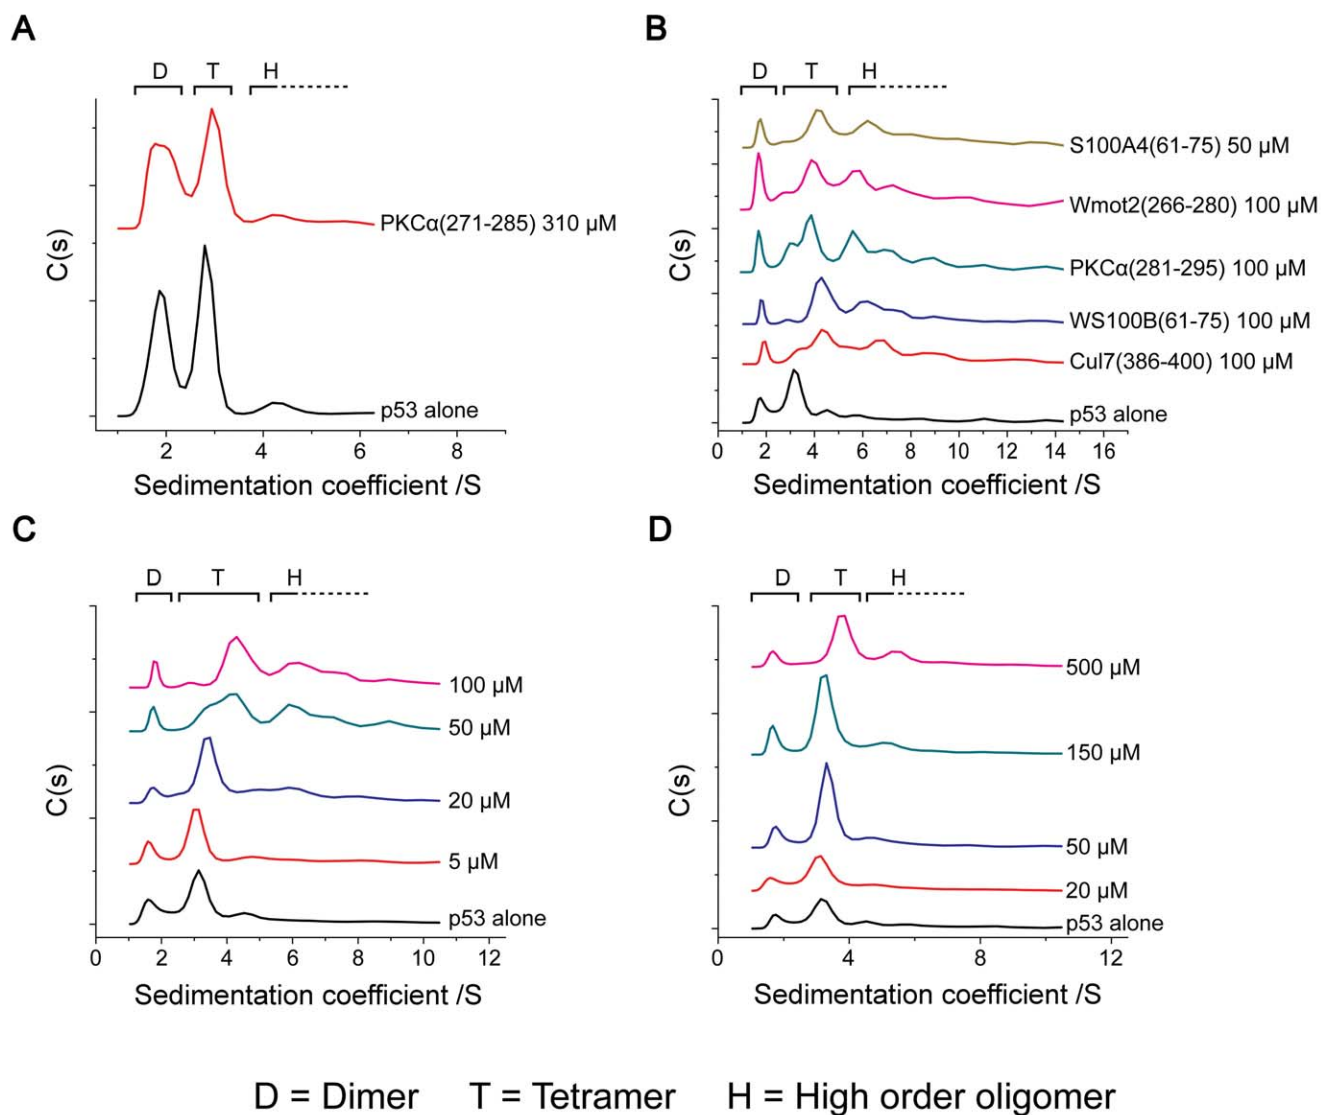 A
D T H
C(s)
PKCα(271-285) 310 µM
p53 alone
2 4 6 8
Sedimentation coefficient /S
B
D T H
C(s)
S100A4(61-75) 50 µM
Wmot2(266-280) 100 µM
PKCα(281-295) 100 µM
WS100B(61-75) 100 µM
Cul7(386-400) 100 µM
p53 alone
0 2 4 6 8 10 12 14 16
Sedimentation coefficient /S
C
D T H
C(s)
100 µM
50 µM
20 µM
5 µM
p53 alone
0 2 4 6 8 10 12
Sedimentation coefficient /S
D
D T H
C(s)
500 µM
150 µM
50 µM
20 µM
p53 alone
0 4 8 12
Sedimentation coefficient /S
D = Dimer T = Tetramer H = High order oligomer